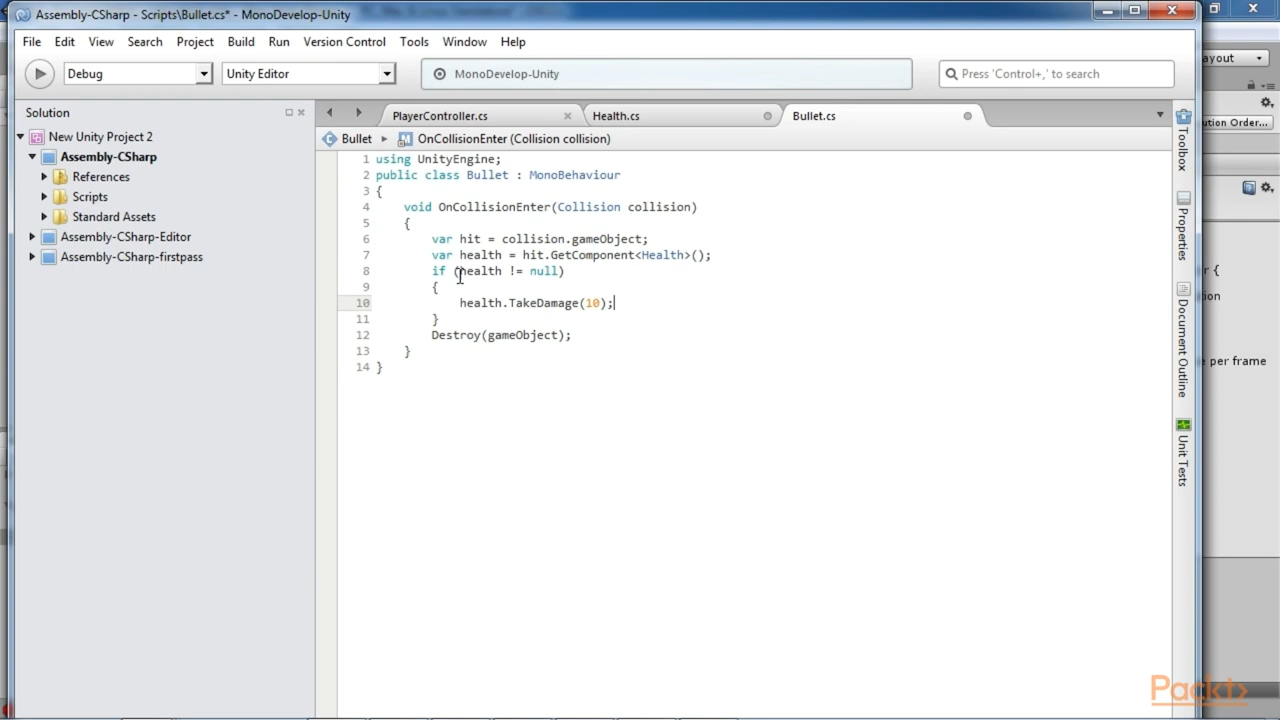 Assembly-CSharp - Scripts\Bullet.cs* - MonoDevelop-Unity
File Edit View Search Project Build Run Version Control Tools Window Help
ayout
Debug
Unity Editor
MonoDevelop-Unity
Press 'Control+,' to search
Solution
New Unity Project 2
Assembly-CSharp
References
Scripts
Standard Assets
Assembly-CSharp-Editor
Assembly-CSharp-firstpass
PlayerController.cs
Health.cs
Bullet.cs
Bullet
OnCollisionEnter (Collision collision)
1 using UnityEngine;
2 public class Bullet : MonoBehaviour
3 {
4 void OnCollisionEnter(Collision collision)
5 {
6 var hit = collision.gameObject;
7 var health = hit.GetComponent<Health>();
8 if (health != null)
9 {
10 health.TakeDamage(10);
11 }
12 Destroy(gameObject);
13 }
14 }
Toolbox
Properties
Document Outline
Unit Tests
ution Order...
er {
otion
e per frame
Packt>